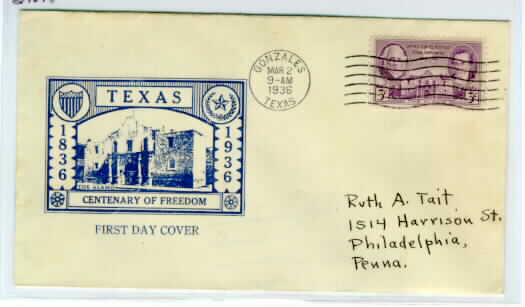 TEXAS
1836
1936
THE ALAMO
CENTENARY OF FREEDOM
FIRST DAY COVER
GONZALES
MAR 2
9-AM
1936
TEXAS
3¢
3¢
Ruth A. Tait
1514 Harrison St.
Philadelphia,
Penna.